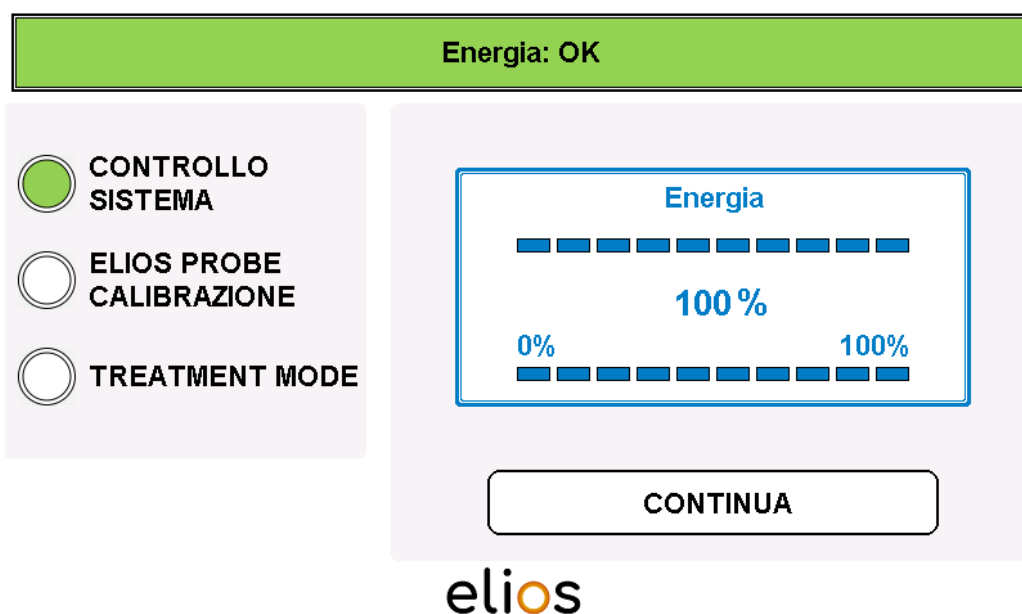 Energia: OK
CONTROLLO
SISTEMA
ELIOS PROBE
CALIBRAZIONE
TREATMENT MODE
Energia
100 %
0% 100%
CONTINUA
elios